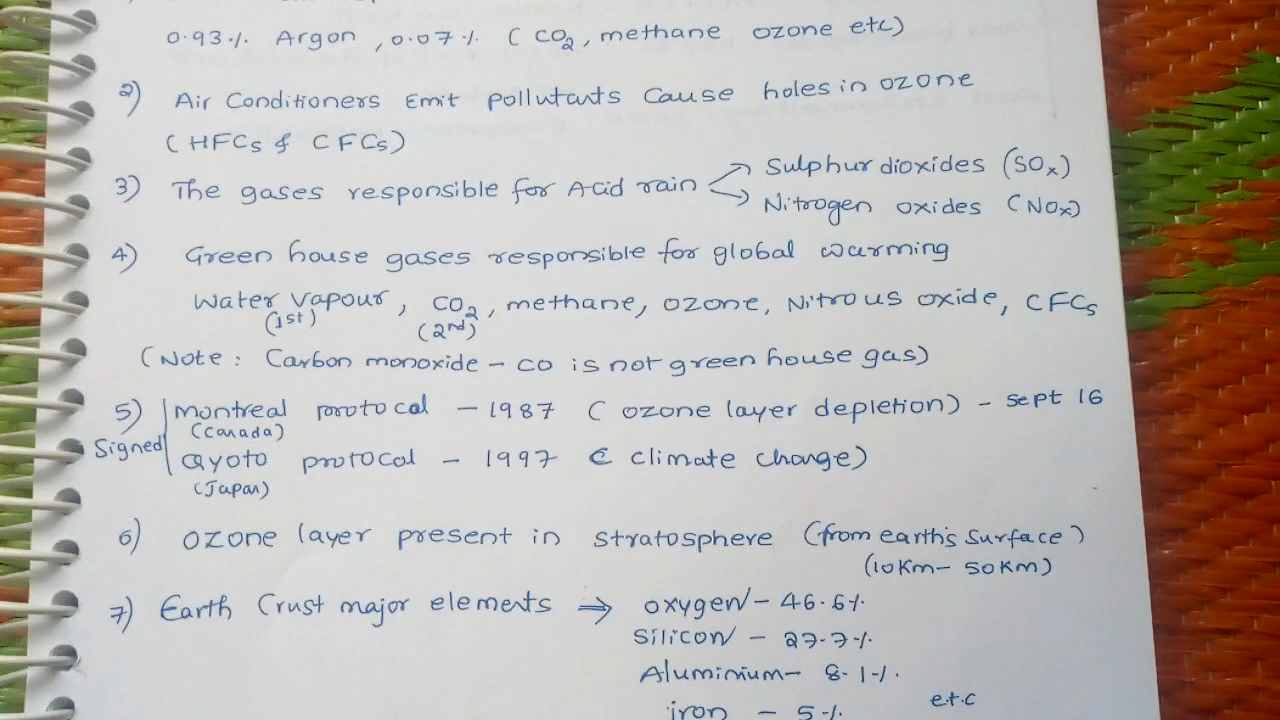 0.93% Argon, 0.07% (CO₂, methane ozone etc)
2) Air Conditioners Emit pollutants Cause holes in ozone
(HFCs & CFCs)
3) The gases responsible for Acid rain → Sulphur dioxides (SOₓ)
→ Nitrogen oxides (NOₓ)
4) Green house gases responsible for global warming
Water vapour, CO₂, methane, ozone, Nitrous oxide, CFCs
(1st) (2nd)
(Note: Carbon monoxide – CO is not green house gas)
5) Montreal protocal – 1987 (ozone layer depletion) – Sept 16
(Canada)
Signed
Qyoto protocal – 1997 (climate change)
(Japan)
6) Ozone layer present in Stratosphere (from earth's Surface)
(10Km – 50Km)
7) Earth Crust major elements ⇒ oxygen – 46.6%
Silicon – 27.7%
Aluminium – 8.1%.
iron – 5% e.t.c